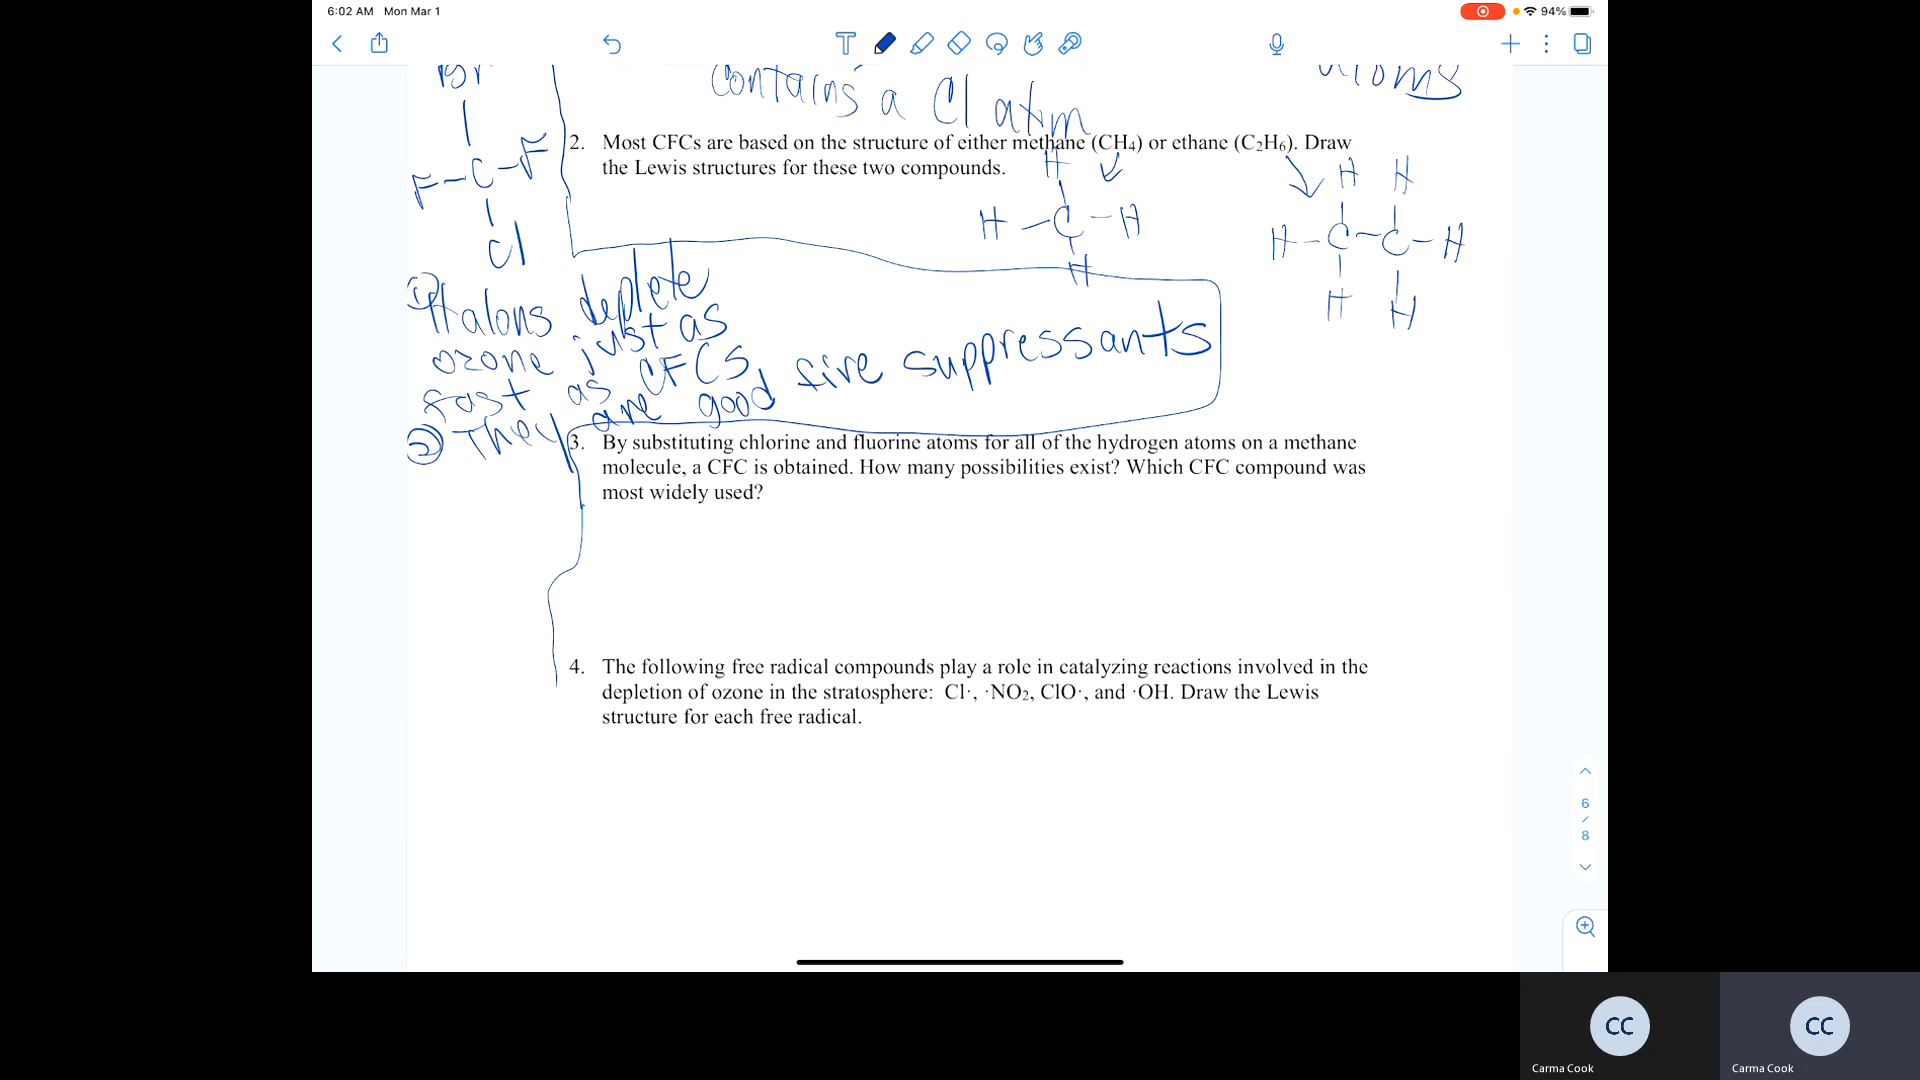 6:02 AM Mon Mar 1
94%
Br
contains a Cl atom
atoms
2. Most CFCs are based on the structure of either methane (CH₄) or ethane (C₂H₆). Draw
the Lewis structures for these two compounds.
F-C-F
Cl
H
H-C-H
H
H H
H-C-C-H
H H
① Halons deplete
ozone just as
fast as CFCs
② They are good fire suppressants
3. By substituting chlorine and fluorine atoms for all of the hydrogen atoms on a methane
molecule, a CFC is obtained. How many possibilities exist? Which CFC compound was
most widely used?
4. The following free radical compounds play a role in catalyzing reactions involved in the
depletion of ozone in the stratosphere: Cl·, ·NO₂, ClO·, and ·OH. Draw the Lewis
structure for each free radical.
6
/
8
CC
Carma Cook
CC
Carma Cook